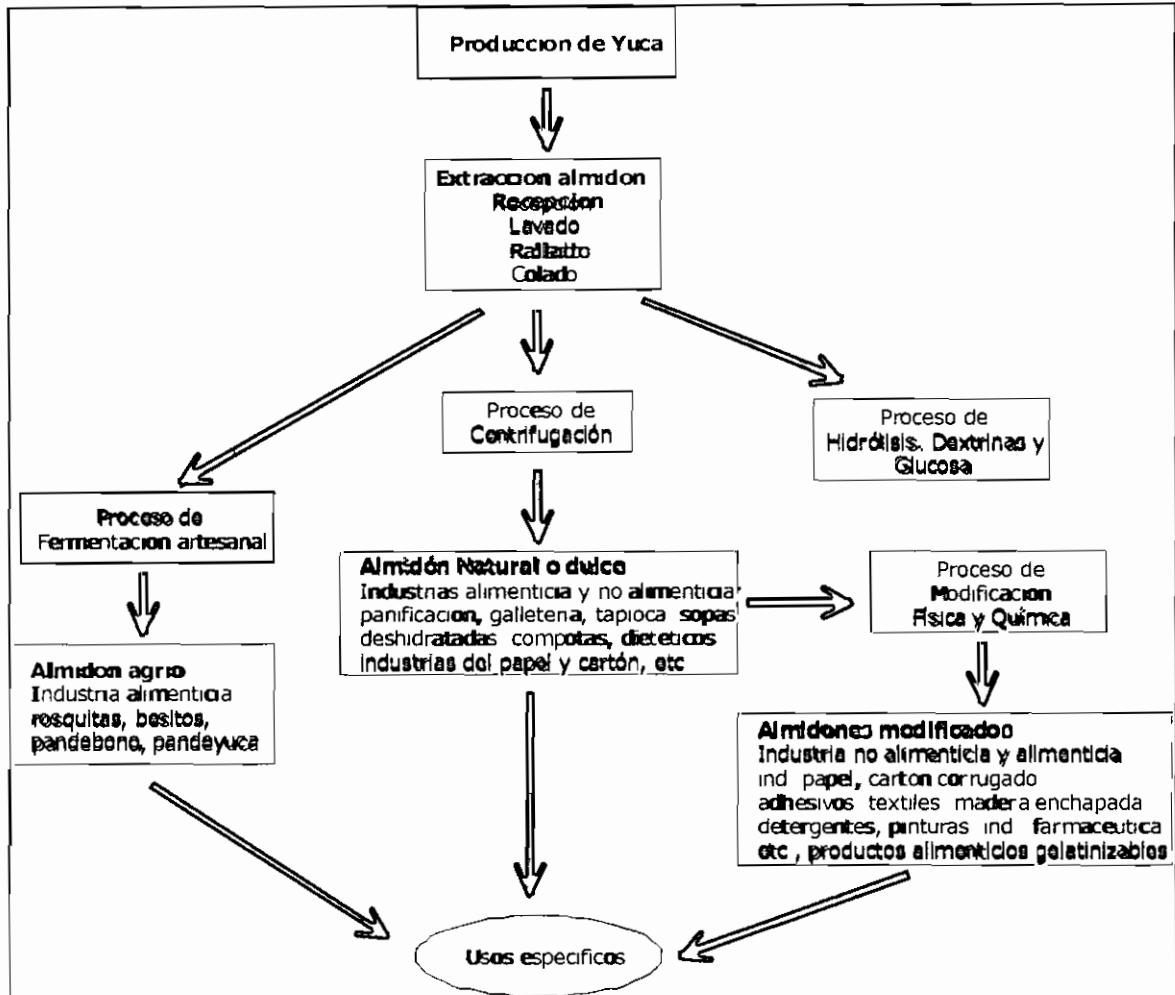 Produccion de Yuca
Extraccion almidon
Recepcion
Lavado
Rallado
Colado
Proceso de
Centrifugación
Proceso de
Hidrólisis. Dextrinas y
Glucosa
Proceso de
Fermentacion artesanal
Almidón Natural o dulce
Industrias alimenticia y no alimenticia
panificacion, galleteria, tapioca sopas
deshidratadas compotas, dieteticos
industrias del papel y cartón, etc
Proceso de
Modificacion
Física y Química
Almidon agrio
Industria alimenticia
rosquitas, besitos,
pandebono, pandeyuca
Almidones modificados
Industria no alimenticia y alimenticia
ind papel, carton corrugado
adhesivos textiles madera enchapada
detergentes, pinturas ind farmaceutica
etc , productos alimenticios gelatinizables
Usos especificos